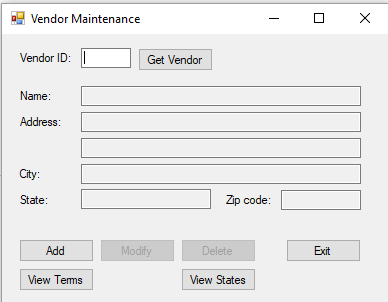 Vendor Maintenance
Vendor ID: Get Vendor
Name:
Address:
City:
State: Zip code:
Add Modify Delete Exit
View Terms View States